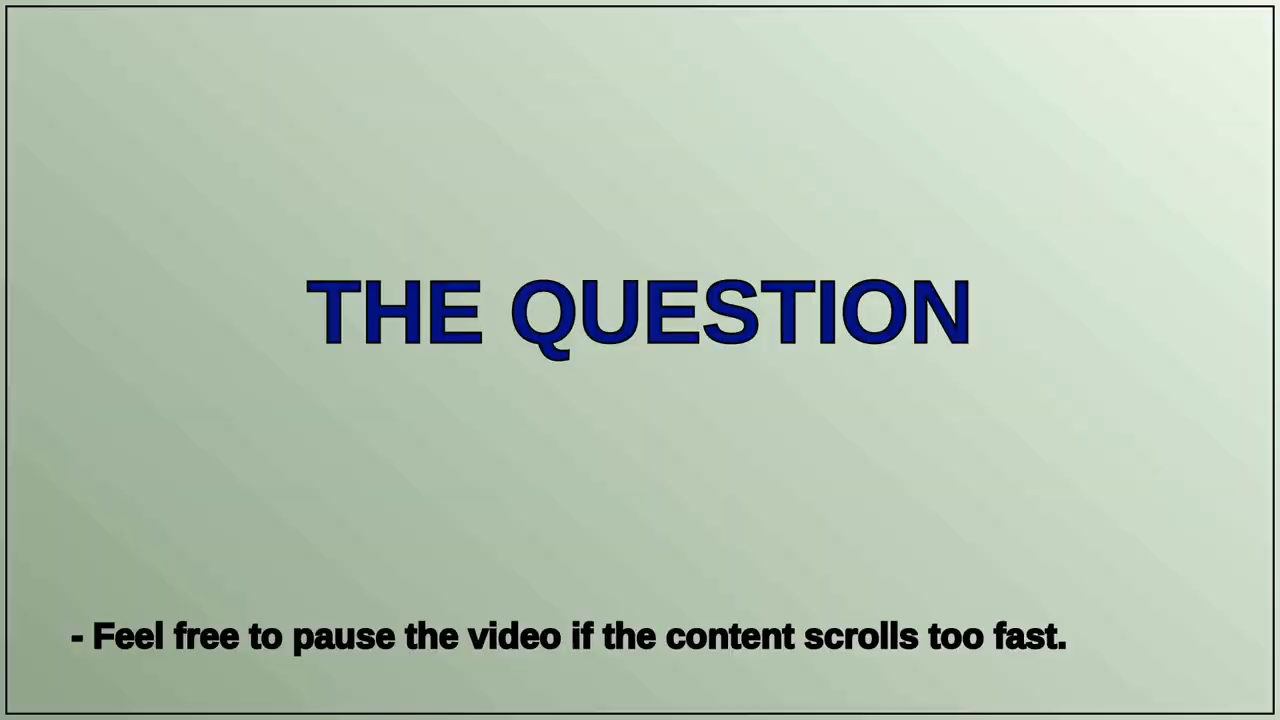 THE QUESTION
- Feel free to pause the video if the content scrolls too fast.